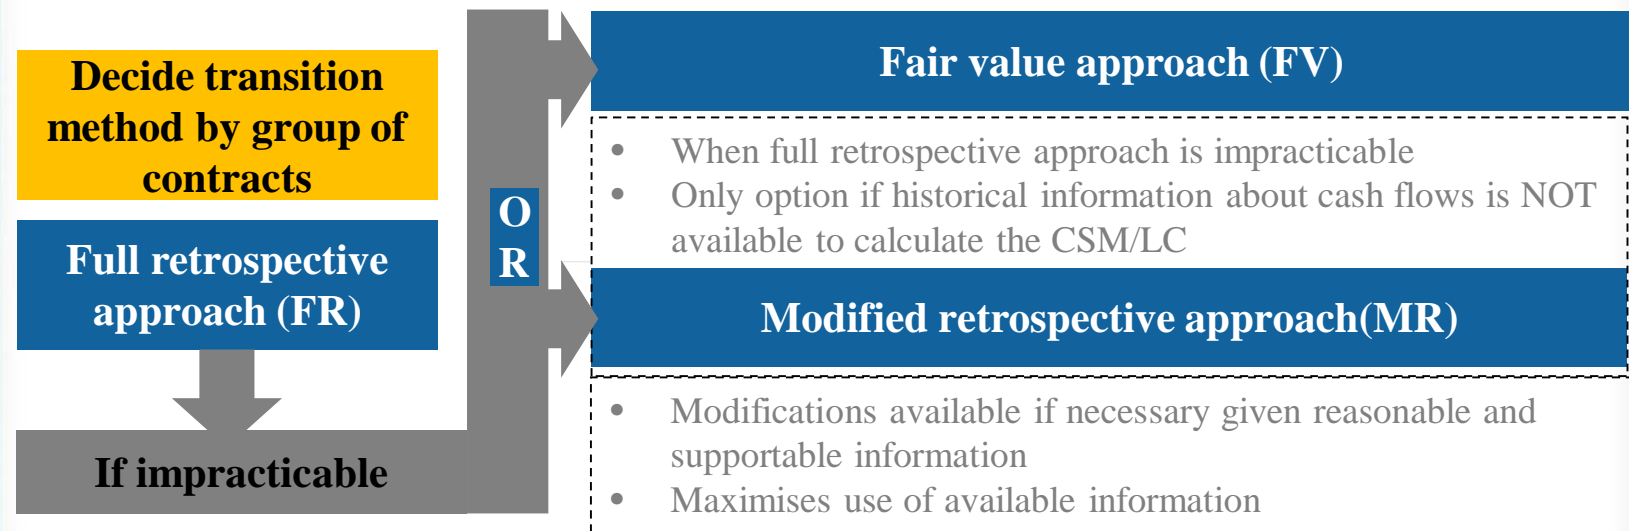 Decide transition
method by group of
contracts
Full retrospective
approach (FR)
If impracticable
O
R
Fair value approach (FV)
• When full retrospective approach is impracticable
• Only option if historical information about cash flows is NOT
available to calculate the CSM/LC
Modified retrospective approach(MR)
• Modifications available if necessary given reasonable and
supportable information
• Maximises use of available information